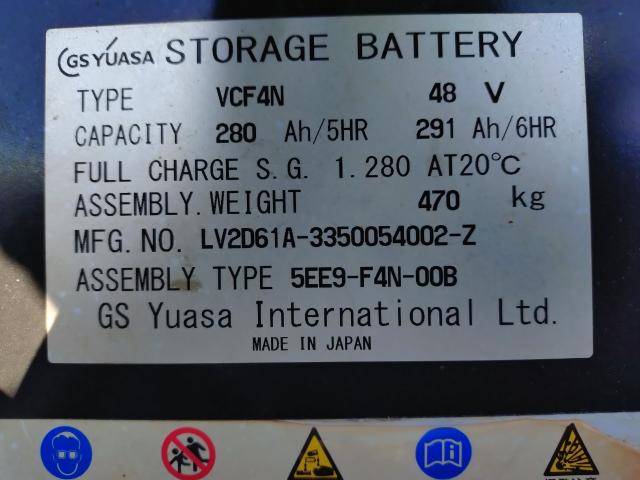 GS YUASA STORAGE BATTERY
TYPE VCF4N 48 V
CAPACITY 280 Ah/5HR 291 Ah/6HR
FULL CHARGE S.G. 1.280 AT20℃
ASSEMBLY.WEIGHT 470 kg
MFG.NO. LV2D61A-3350054002-Z
ASSEMBLY TYPE 5EE9-F4N-00B
GS Yuasa International Ltd.
MADE IN JAPAN